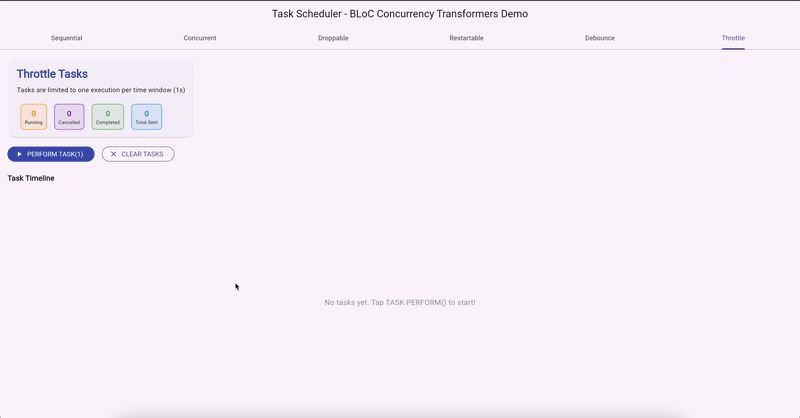 Task Scheduler - BLoC Concurrency Transformers Demo
Sequential Concurrent Droppable Restartable Debounce Throttle
Throttle Tasks
Tasks are limited to one execution per time window (1s)
0 0 0 0
Running Cancelled Completed Total Sent
PERFORM TASK(1) CLEAR TASKS
Task Timeline
No tasks yet. Tap TASK PERFORM() to start!